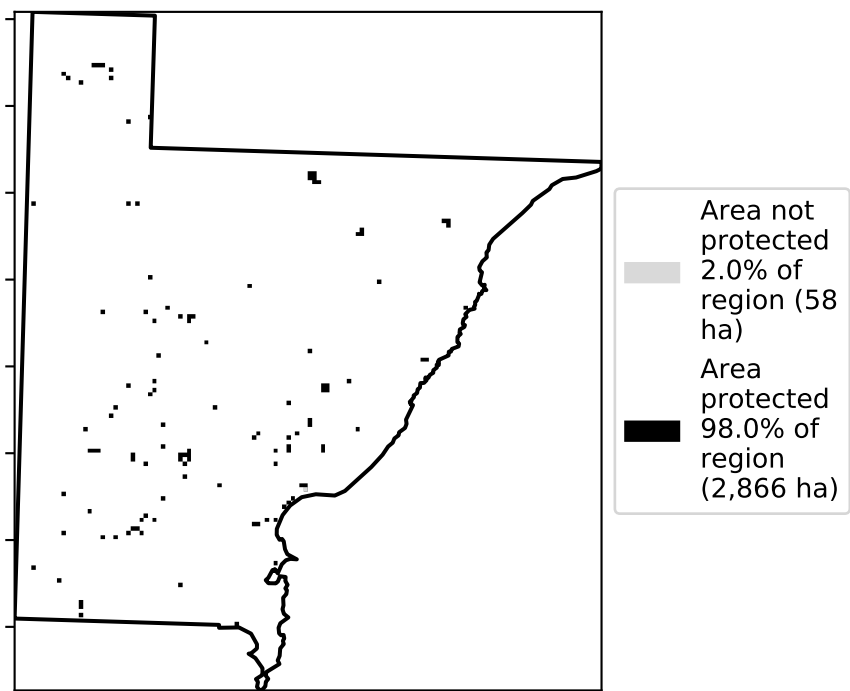 Area not
protected
2.0% of
region (58
ha)
Area
protected
98.0% of
region
(2,866 ha)